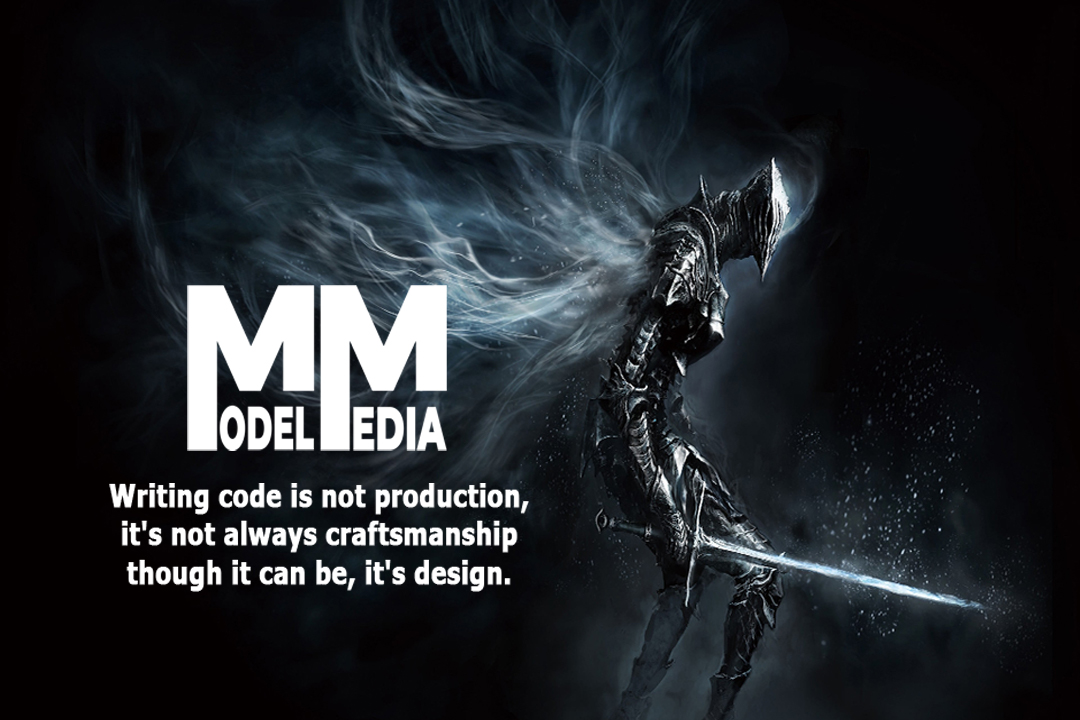 MM
ODEL EDIA
Writing code is not production,
it's not always craftsmanship
though it can be, it's design.